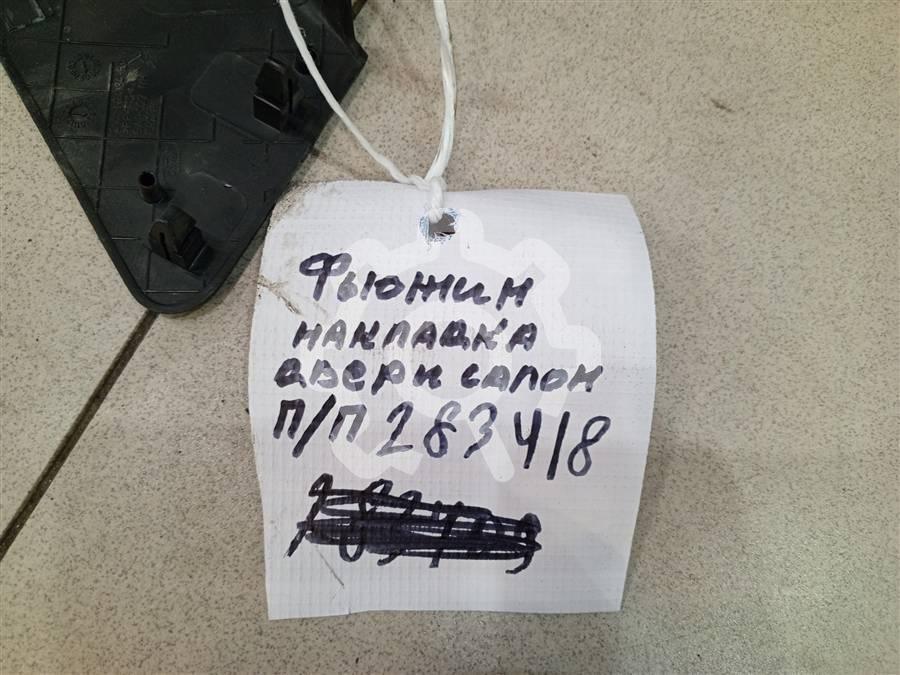 Фьюжин
накладка
двери салон
П/П 2834/8